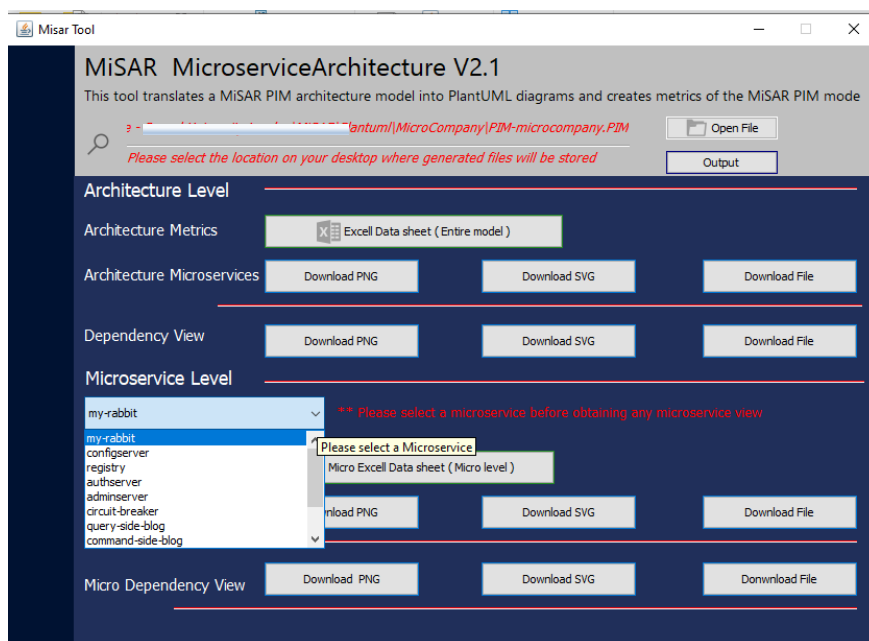 Misar Tool
MiSAR MicroserviceArchitecture V2.1
This tool translates a MiSAR PIM architecture model into PlantUML diagrams and creates metrics of the MiSAR PIM mode
Plantuml\MicroCompany\PIM-microcompany.PIM
Open File
Please select the location on your desktop where generated files will be stored
Output
Architecture Level
Architecture Metrics
Excell Data sheet ( Entire model )
Architecture Microservices
Download PNG
Download SVG
Download File
Dependency View
Download PNG
Download SVG
Download File
Microservice Level
my-rabbit
** Please select a microservice before obtaining any microservice view
my-rabbit
configserver
registry
authserver
adminserver
circuit-breaker
query-side-blog
command-side-blog
Please select a Microservice
Micro Excell Data sheet ( Micro level )
nload PNG
Download SVG
Download File
Micro Dependency View
Download PNG
Download SVG
Donwnload File